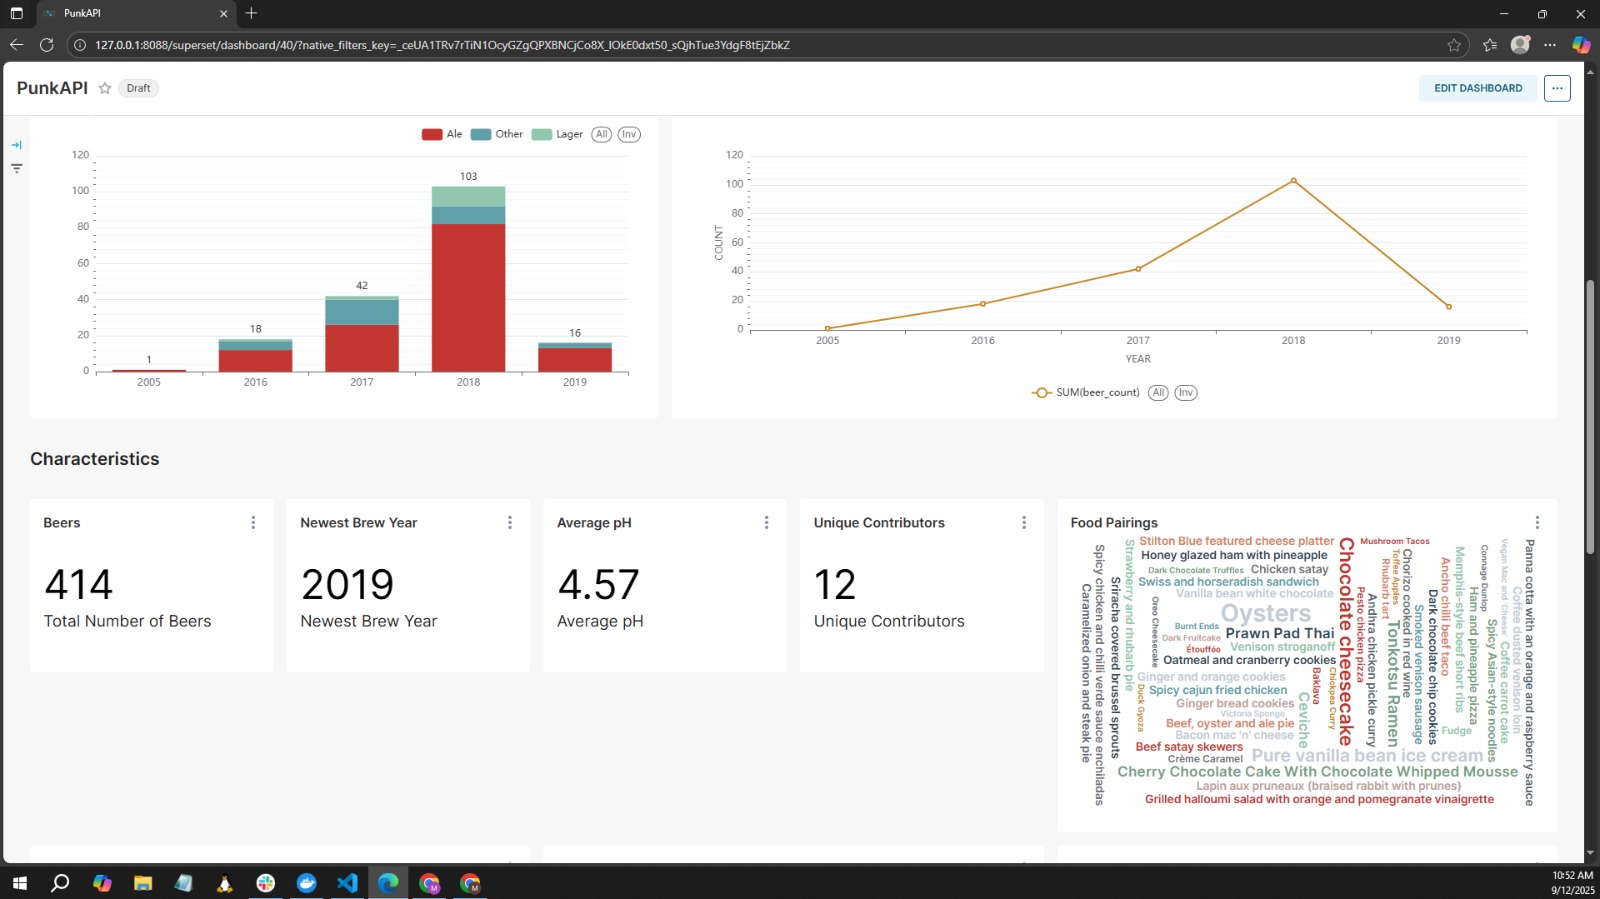 PunkAPI
127.0.0.1:8088/superset/dashboard/40/?native_filters_key=_ceUA1TRv7rTiN1OcyGZgQPXBNCjCo8X_IOkE0dxt50_sQjhTue3YdgF8tEjZbkZ
PunkAPI
Draft
EDIT DASHBOARD
Ale Other Lager All Inv
120
100
80
60
40
20
0
1
18
42
103
16
2005 2016 2017 2018 2019
COUNT
120
100
80
60
40
20
0
2005 2016 2017 2018 2019
YEAR
SUM(beer_count) All Inv
Characteristics
Beers
414
Total Number of Beers
Newest Brew Year
2019
Newest Brew Year
Average pH
4.57
Average pH
Unique Contributors
12
Unique Contributors
Food Pairings
Stilton Blue featured cheese platter
Honey glazed ham with pineapple
Dark Chocolate Truffles
Chicken satay
Swiss and horseradish sandwich
Vanilla bean white chocolate
Oysters
Burnt Ends
Prawn Pad Thai
Dark Fruitcake
Étouffée
Venison stroganoff
Oatmeal and cranberry cookies
Ginger and orange cookies
Spicy cajun fried chicken
Ginger bread cookies
Victoria Sponge
Beef, oyster and ale pie
Bacon mac 'n' cheese
Beef satay skewers
Crème Caramel
Pure vanilla bean ice cream
Cherry Chocolate Cake With Chocolate Whipped Mousse
Lapin aux pruneaux (braised rabbit with prunes)
Grilled halloumi salad with orange and pomegranate vinaigrette
Caramelized onion and steak pie
Spicy chicken and chilli verde sauce enchiladas
Sriracha covered brussel sprouts
Strawberry and rhubarb pie
Duck Gyoza
Oreo Cheesecake
Ceviche
Baklava
Chickpea Curry
Chocolate cheesecake
Pesto chicken pizza
Andhra chicken pickle curry
Mushroom Tacos
Rhubarb tart
Toffee Apples
Tonkotsu Ramen
Chorizo cooked in red wine
Smoked venison sausage
Dark chocolate chip cookies
Ancho chilli beef taco
Memphis-style beef short ribs
Fudge
Ham and pineapple pizza
Connage Dunlop
Spicy Asian-style noodles
Vegan Mac and 'Cheese'
Coffee carrot cake
Coffee dusted venison loin
Panna cotta with an orange and raspberry sauce
10:52 AM
9/12/2025